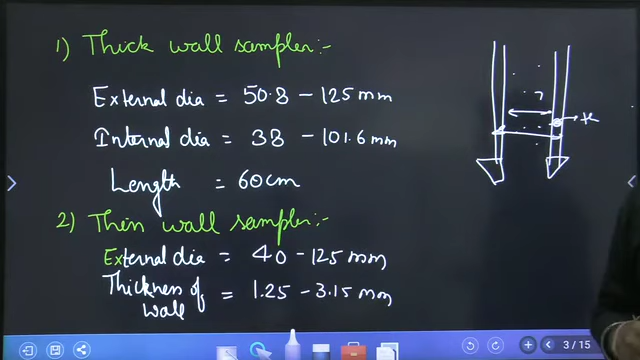 1) Thick wall sampler:-
External dia = 50.8 - 125 mm
Internal dia = 38 - 101.6 mm
Length = 60 cm
2) Thin wall sampler:-
External dia = 40 - 125 mm
Thickness of wall = 1.25 - 3.15 mm
3 / 15